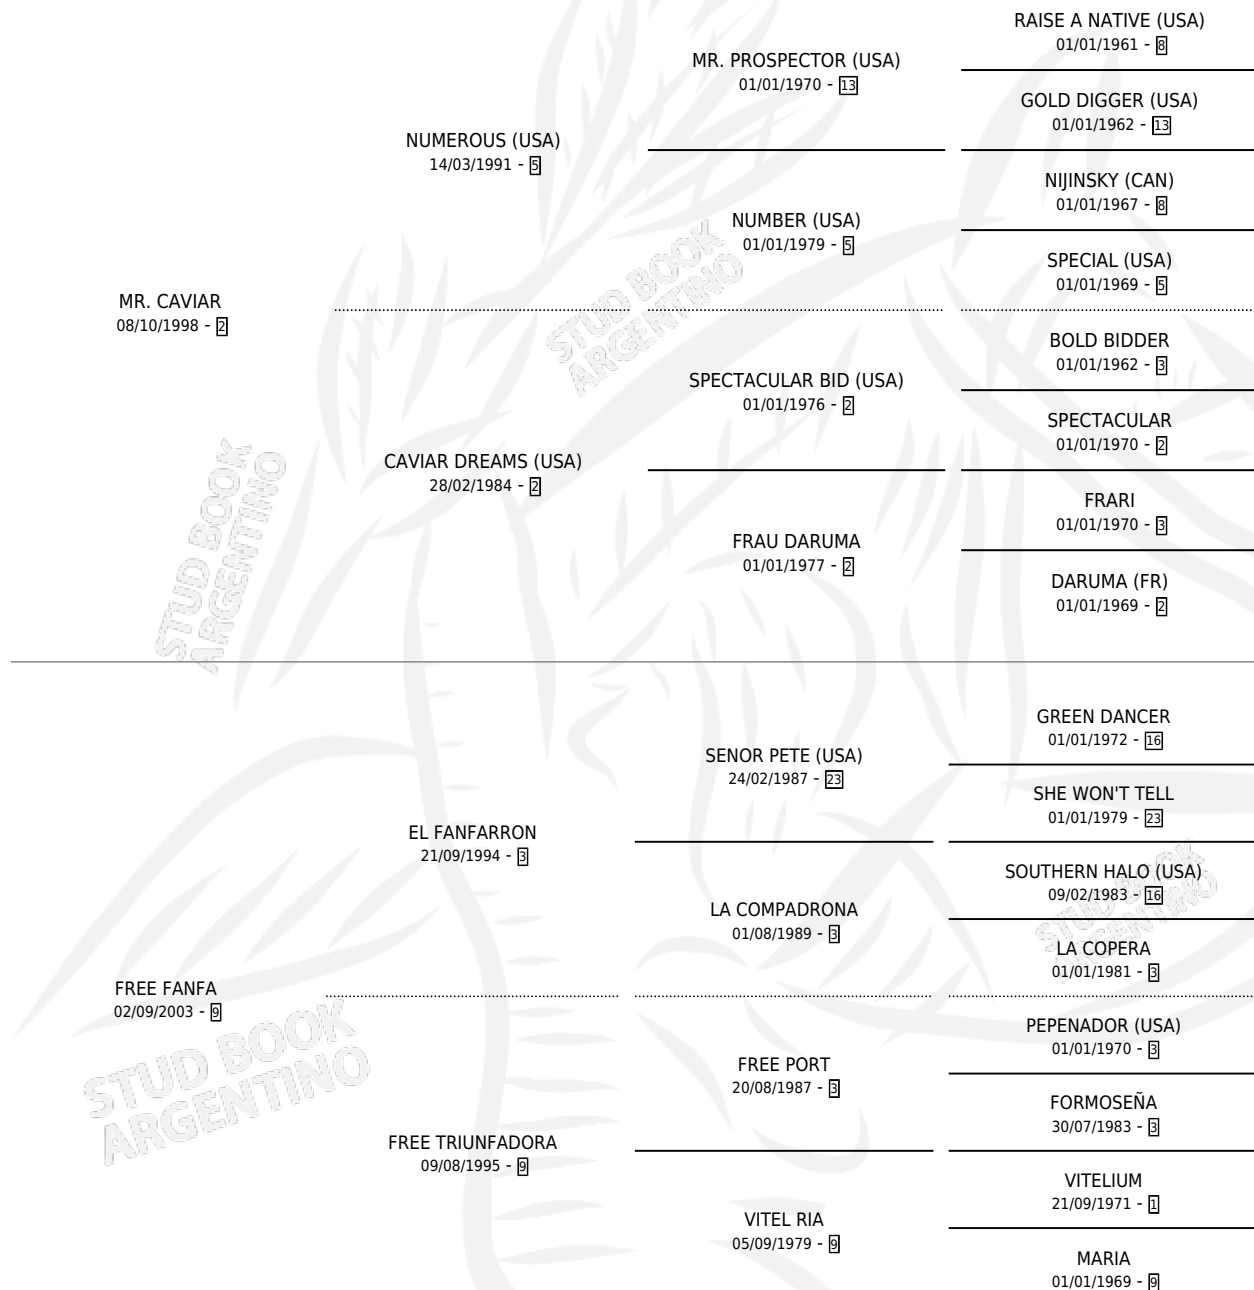 RAISE A NATIVE (USA)
01/01/1961 - 8
MR. PROSPECTOR (USA)
01/01/1970 - 13
GOLD DIGGER (USA)
01/01/1962 - 13
NUMEROUS (USA)
14/03/1991 - 5
NIJINSKY (CAN)
01/01/1967 - 8
NUMBER (USA)
01/01/1979 - 5
SPECIAL (USA)
01/01/1969 - 5
MR. CAVIAR
08/10/1998 - 2
STUD BOOK
ARGENTINO
BOLD BIDDER
01/01/1962 - 3
SPECTACULAR BID (USA)
01/01/1976 - 2
SPECTACULAR
01/01/1970 - 2
CAVIAR DREAMS (USA)
28/02/1984 - 2
FRARI
01/01/1970 - 3
FRAU DARUMA
01/01/1977 - 2
DARUMA (FR)
01/01/1969 - 2
STUD BOOK
ARGENTINO
GREEN DANCER
01/01/1972 - 16
SENOR PETE (USA)
24/02/1987 - 23
SHE WON'T TELL
01/01/1979 - 23
EL FANFARRON
21/09/1994 - 3
SOUTHERN HALO (USA)
09/02/1983 - 16
LA COMPADRONA
01/08/1989 - 3
STUD BOOK
ARGENTINO
LA COPERA
01/01/1981 - 3
FREE FANFA
02/09/2003 - 9
STUD BOOK
ARGENTINO
PEPENADOR (USA)
01/01/1970 - 3
FREE PORT
20/08/1987 - 3
FORMOSEÑA
30/07/1983 - 3
FREE TRIUNFADORA
09/08/1995 - 9
VITELIUM
21/09/1971 - 1
VITEL RIA
05/09/1979 - 9
MARIA
01/01/1969 - 9